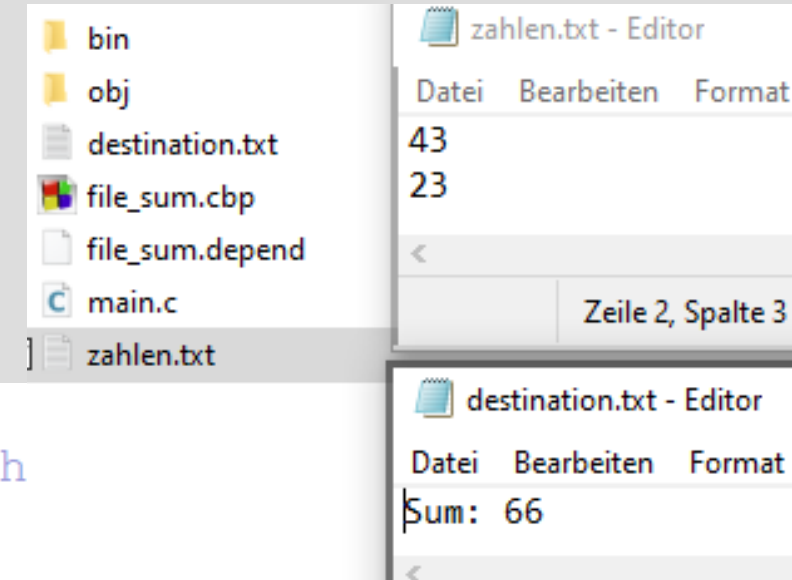 bin
obj
destination.txt
file_sum.cbp
file_sum.depend
main.c
zahlen.txt
zahlen.txt - Editor
Datei Bearbeiten Format
43
23
Zeile 2, Spalte 3
destination.txt - Editor
Datei Bearbeiten Format
Sum: 66
h